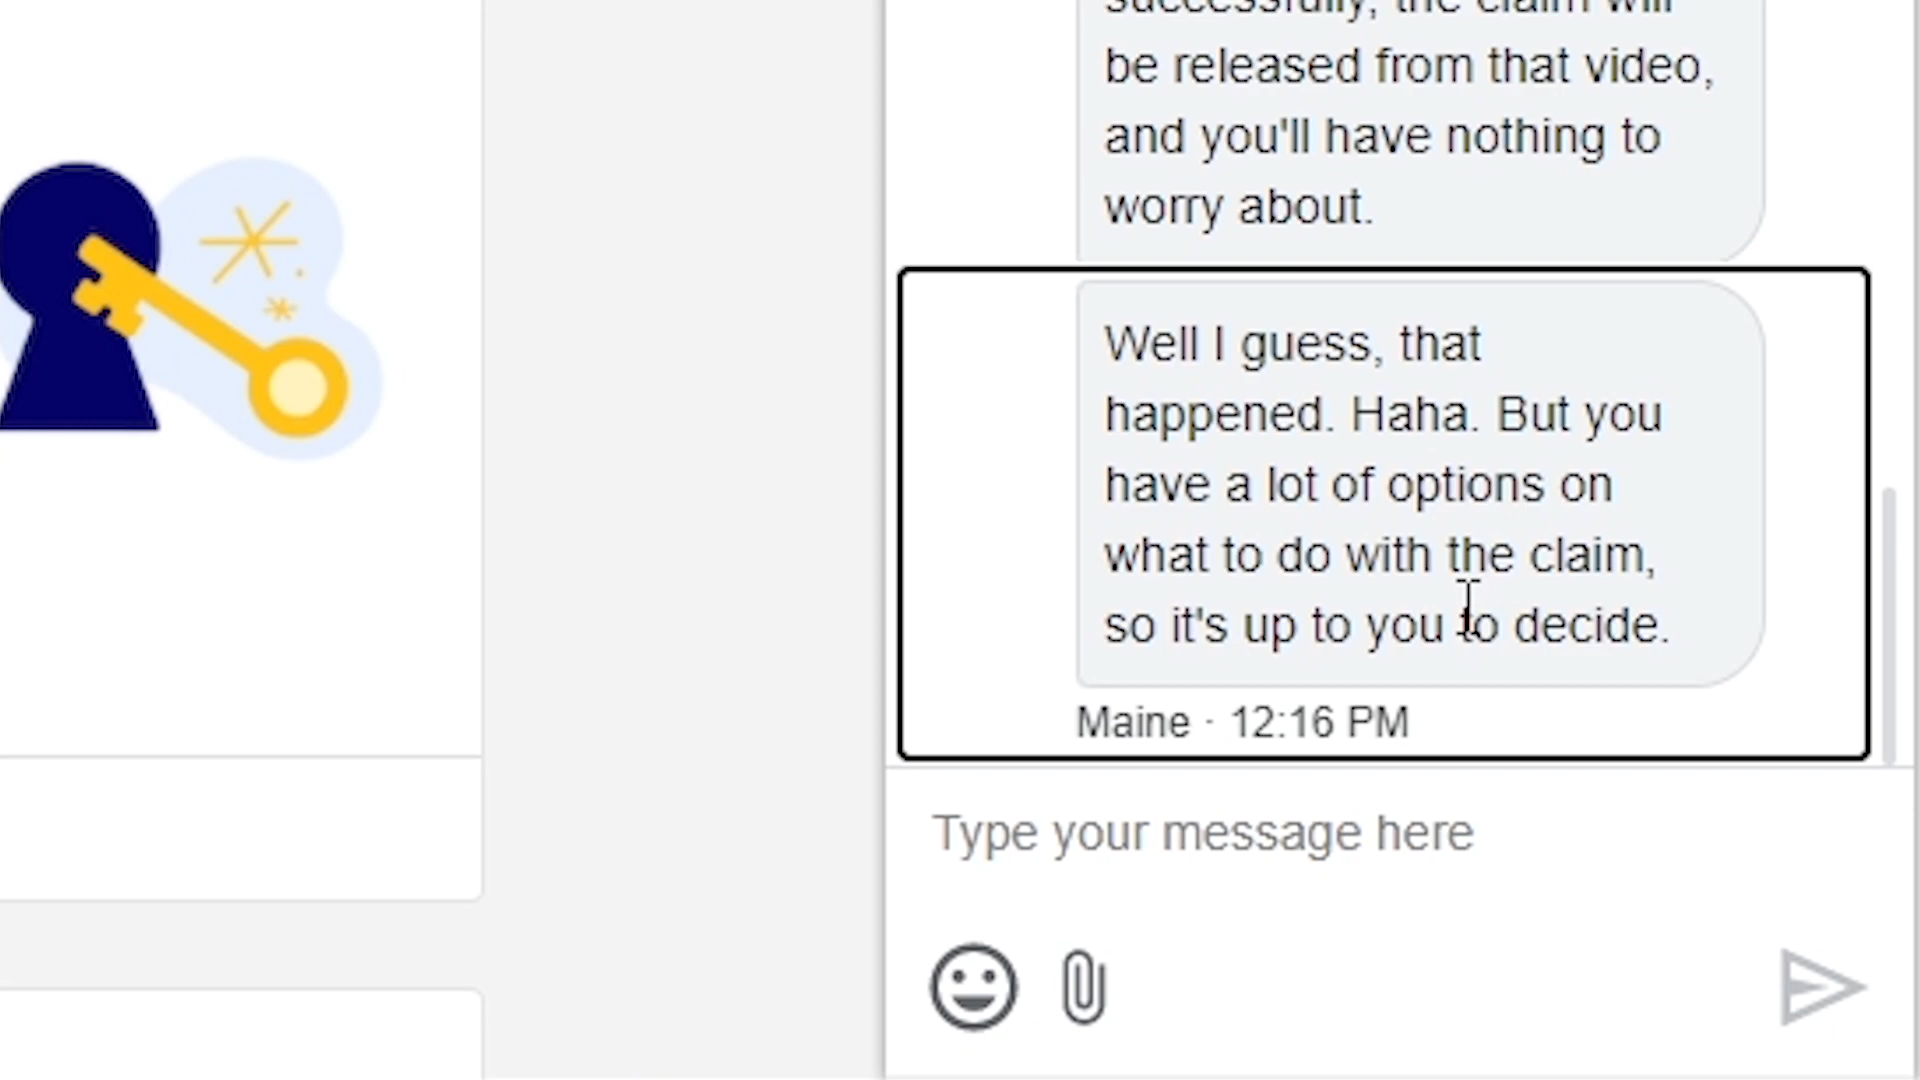 successfully, the claim will
be released from that video,
and you'll have nothing to
worry about.
Well I guess, that
happened. Haha. But you
have a lot of options on
what to do with the claim,
so it's up to you to decide.
Maine · 12:16 PM
Type your message here